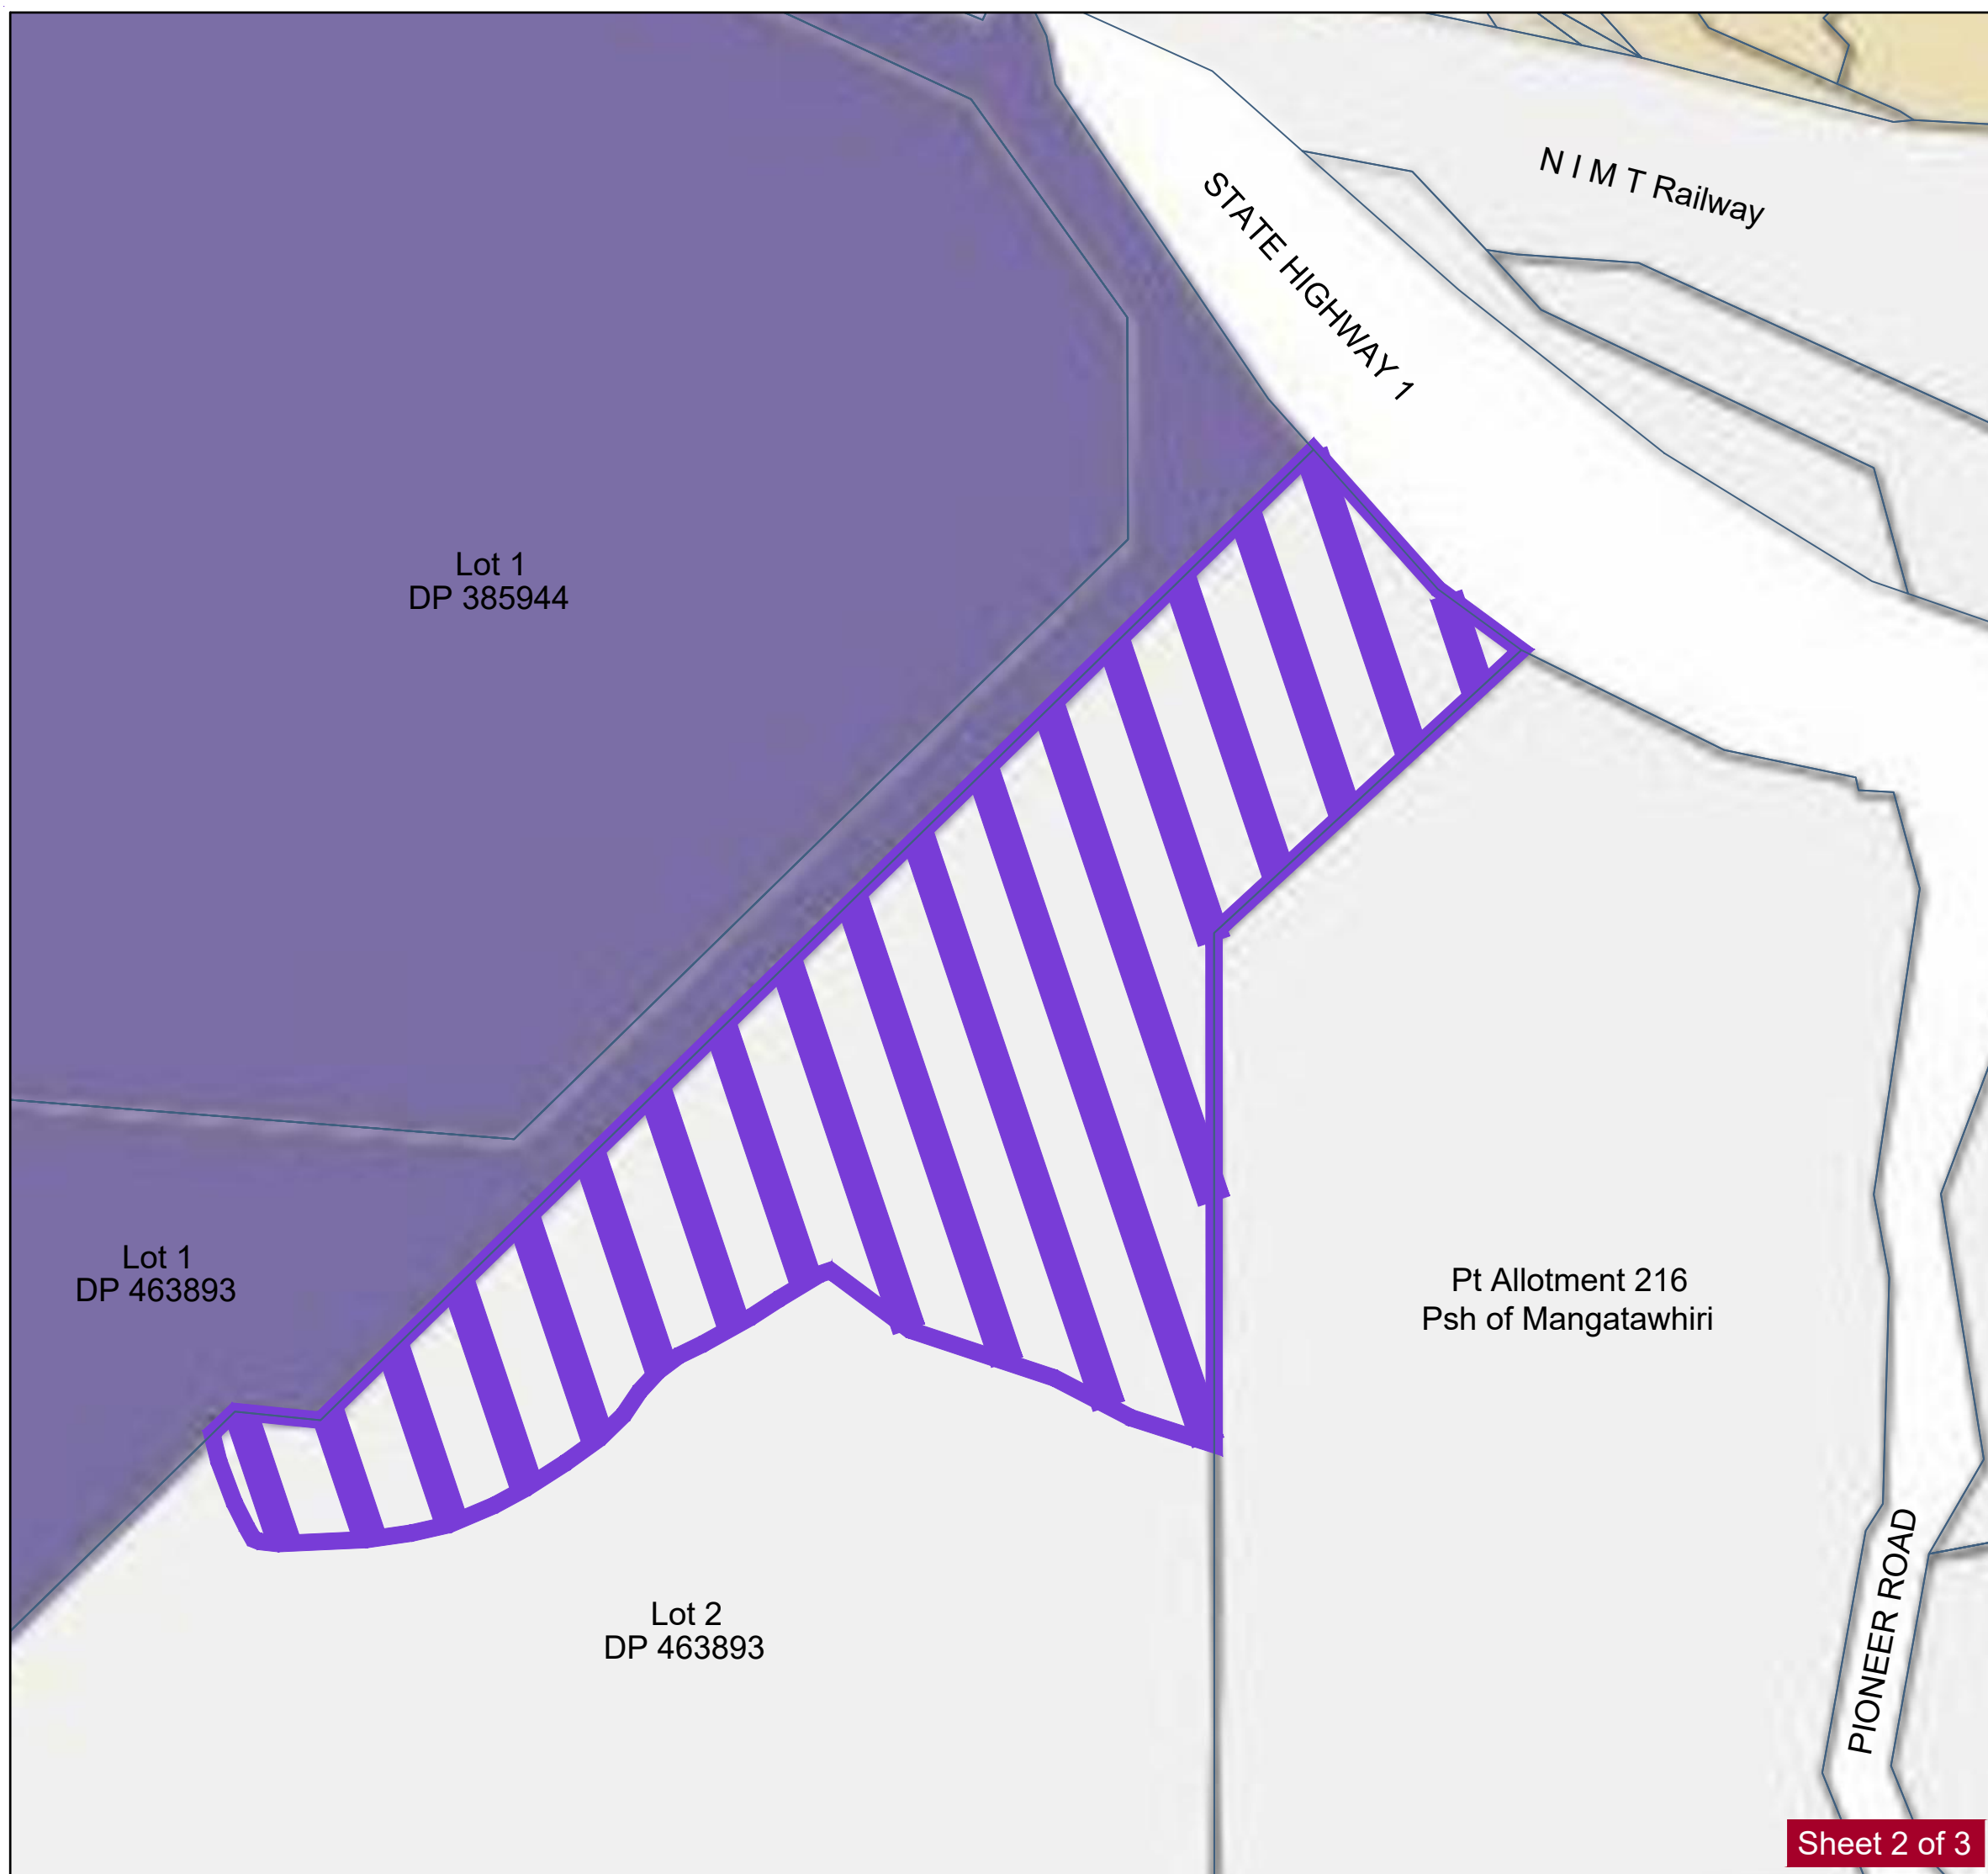 N I M T Railway
STATE HIGHWAY 1
Lot 1
DP 385944
Lot 1
DP 463893
Pt Allotment 216
Psh of Mangatawhiri
Lot 2
DP 463893
PIONEER ROAD
Sheet 2 of 3